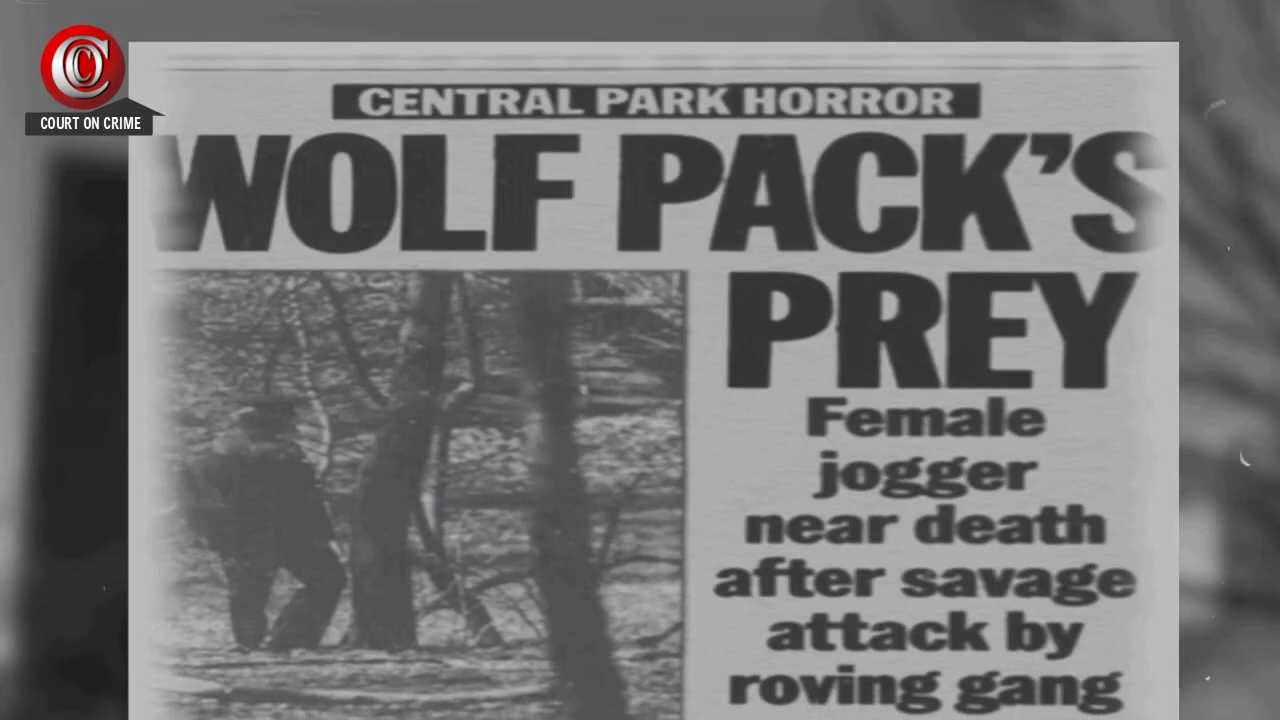 COURT ON CRIME
CENTRAL PARK HORROR
WOLF PACK'S
PREY
Female
jogger
near death
after savage
attack by
roving gang